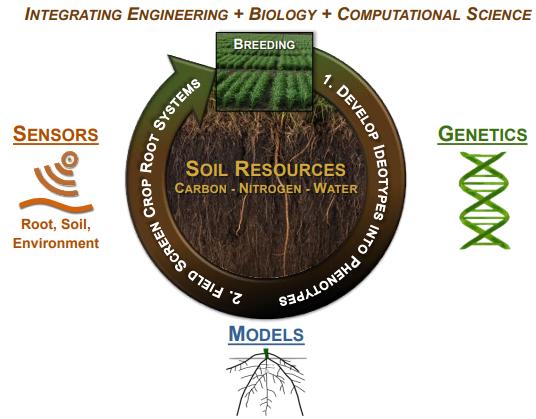 INTEGRATING ENGINEERING + BIOLOGY + COMPUTATIONAL SCIENCE
BREEDING
1. DEVELOP IDEOTYPES INTO PHENOTYPES
2. FIELD SCREEN CROP ROOT SYSTEMS
SOIL RESOURCES
CARBON - NITROGEN - WATER
SENSORS
Root, Soil,
Environment
GENETICS
MODELS